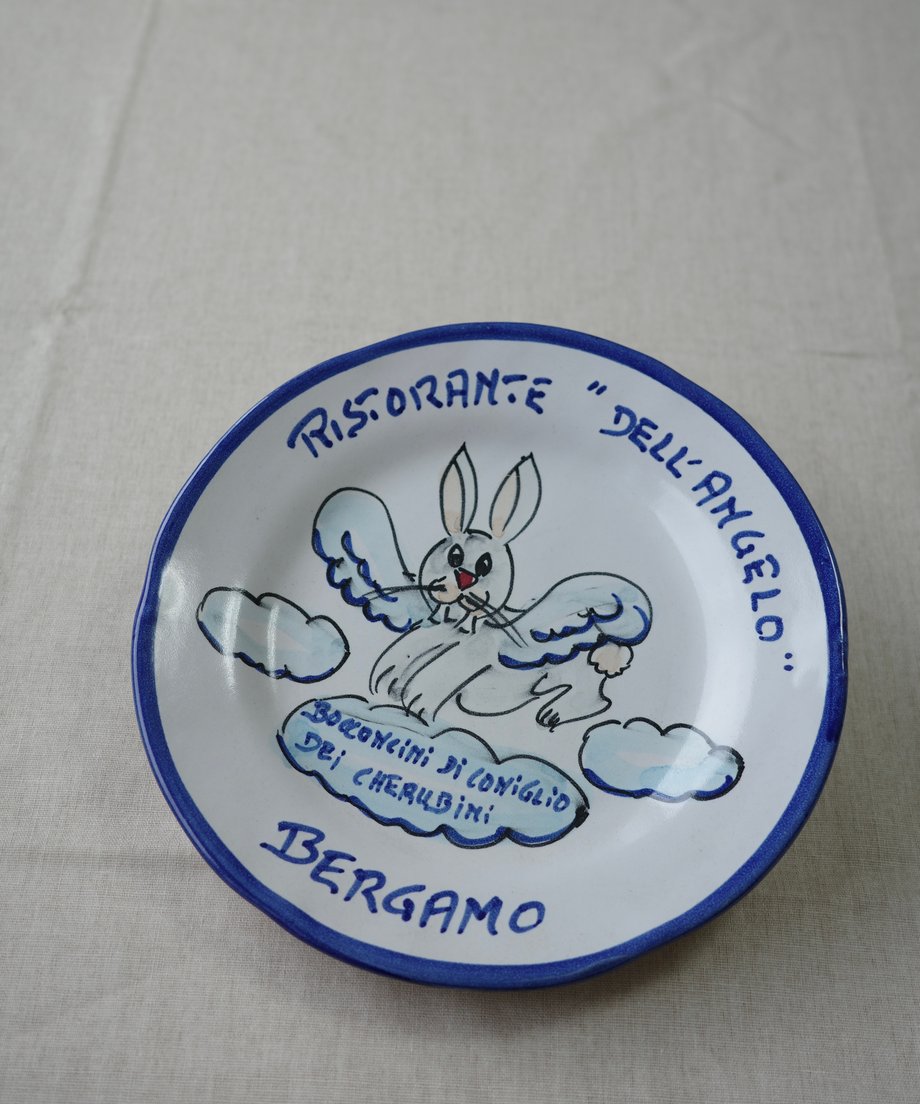 RISTORANTE "DELL'ANGELO"
BOCCONCINI DI CONIGLIO
DEI CHERUBINI
BERGAMO